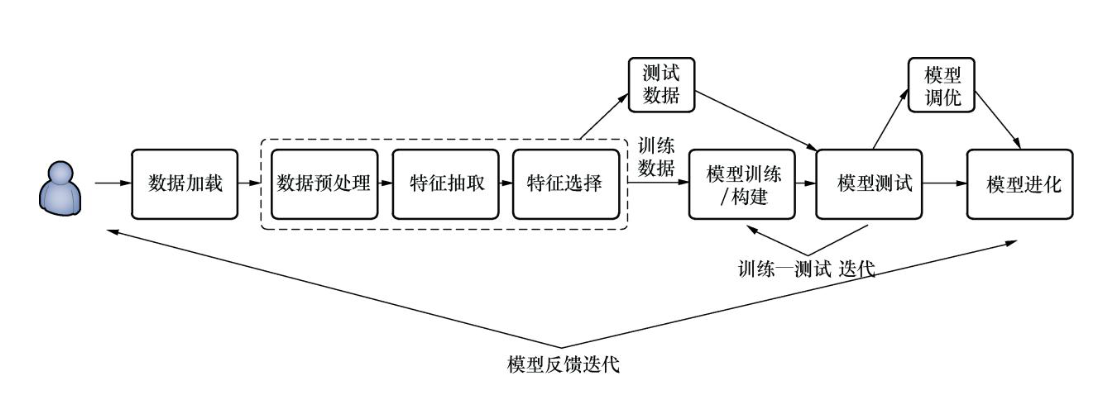 测试
数据
模型
调优
数据加载
数据预处理
特征抽取
特征选择
训练
数据
模型训练
/构建
模型测试
模型进化
训练—测试 迭代
模型反馈迭代